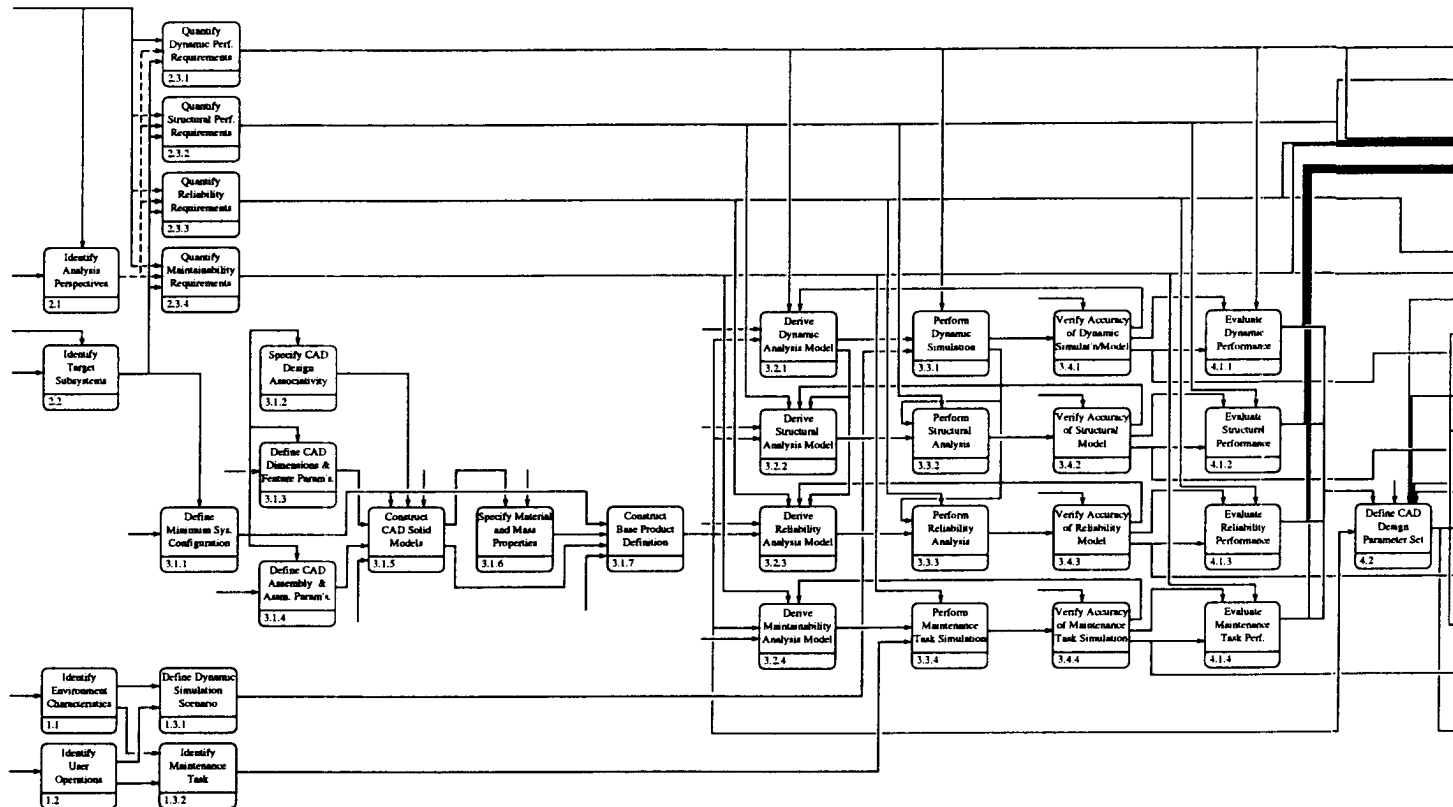 Quantify
Dynamic Perf.
Requirements
2.3.1
Quantify
Structural Perf.
Requirements
2.3.2
Quantify
Reliability
Requirements
2.3.3
Identify
Analysis
Perspectives
2.1
Quantify
Maintainability
Requirements
2.3.4
Identify
Target
Subsystems
2.2
Specify CAD
Design
Associativity
3.1.2
Define CAD
Dimensions &
Feature Param's.
3.1.3
Define
Minimum Sys.
Configuration
3.1.1
Define CAD
Assembly &
Asam. Param's.
3.1.4
Construct
CAD Solid
Models
3.1.5
Specify Material
and Mass
Properties
3.1.6
Construct
Base Product
Definition
3.1.7
Derive
Dynamic
Analysis Model
3.2.1
Perform
Dynamic
Simulation
3.3.1
Verify Accuracy
of Dynamic
Simulat'n/Model
3.4.1
Evaluate
Dynamic
Performance
4.1.1
Derive
Structural
Analysis Model
3.2.2
Perform
Structural
Analysis
3.3.2
Verify Accuracy
of Structural
Model
3.4.2
Evaluate
Structural
Performance
4.1.2
Derive
Reliability
Analysis Model
3.2.3
Perform
Reliability
Analysis
3.3.3
Verify Accuracy
of Reliability
Model
3.4.3
Evaluate
Reliability
Performance
4.1.3
Define CAD
Design
Parameter Set
4.2
Derive
Maintainability
Analysis Model
3.2.4
Perform
Maintenance
Task Simulation
3.3.4
Verify Accuracy
of Maintenance
Task Simulation
3.4.4
Evaluate
Maintenance
Task Perf.
4.1.4
Identify
Environment
Characteristics
1.1
Define Dynamic
Simulation
Scenario
1.3.1
Identify
User
Operations
1.2
Identify
Maintenance
Task
1.3.2